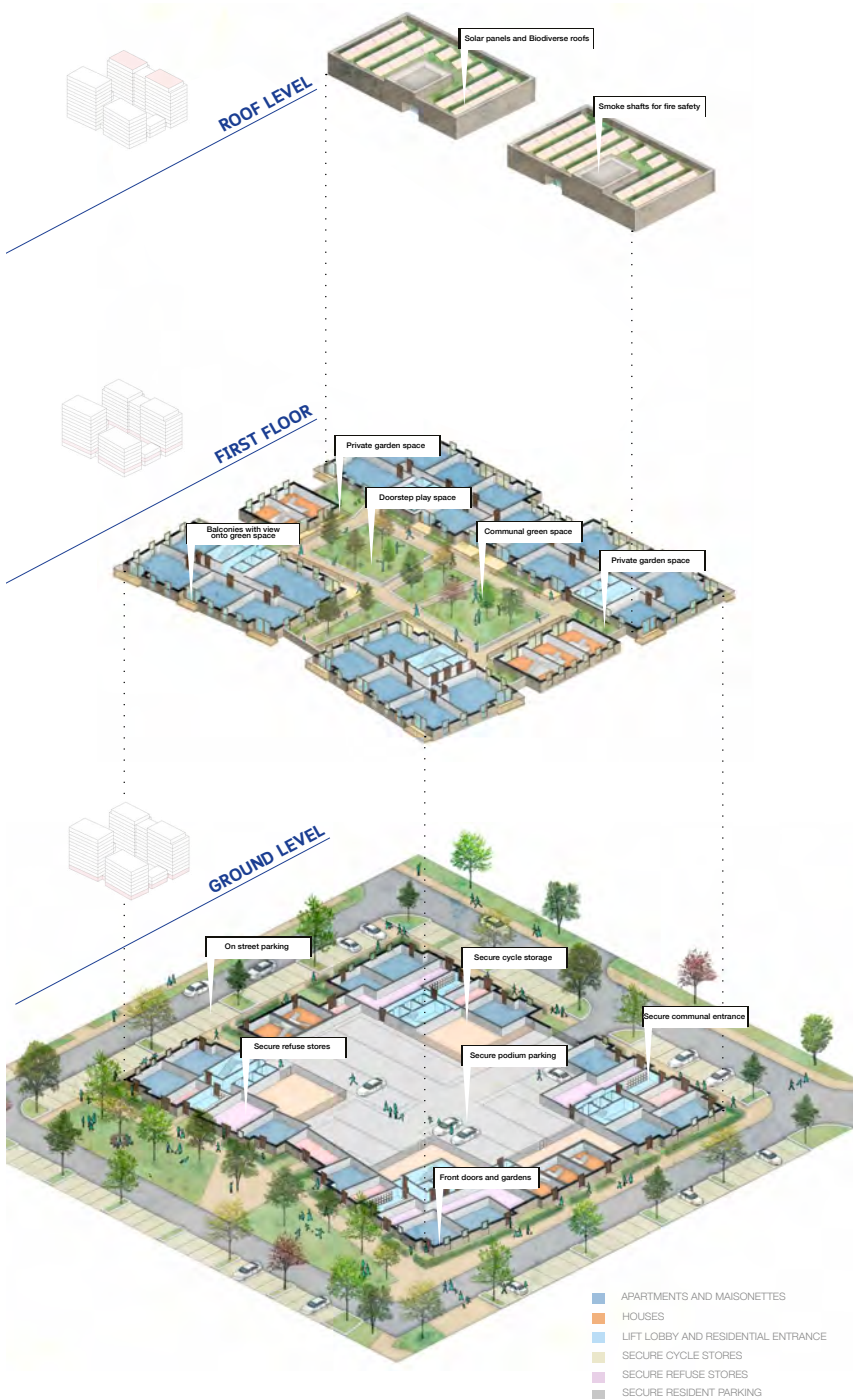 Solar panels and Biodiverse roofs
Smoke shafts for fire safety
ROOF LEVEL
FIRST FLOOR
Private garden space
Doorstep play space
Balconies with view
onto green space
Communal green space
Private garden space
GROUND LEVEL
On street parking
Secure cycle storage
Secure communal entrance
Secure refuse stores
Secure podium parking
Front doors and gardens
APARTMENTS AND MAISONETTES
HOUSES
LIFT LOBBY AND RESIDENTIAL ENTRANCE
SECURE CYCLE STORES
SECURE REFUSE STORES
SECURE RESIDENT PARKING